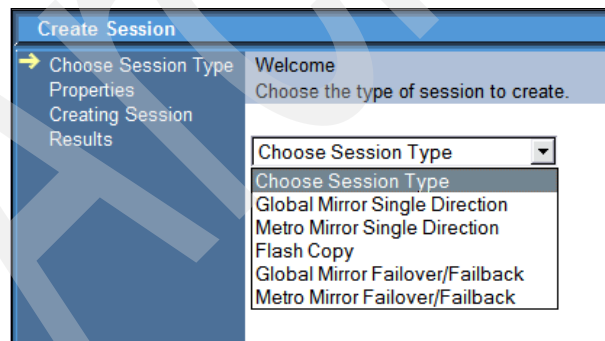 Create Session
Choose Session Type
Properties
Creating Session
Results
Welcome
Choose the type of session to create.
Choose Session Type
Choose Session Type
Global Mirror Single Direction
Metro Mirror Single Direction
Flash Copy
Global Mirror Failover/Failback
Metro Mirror Failover/Failback